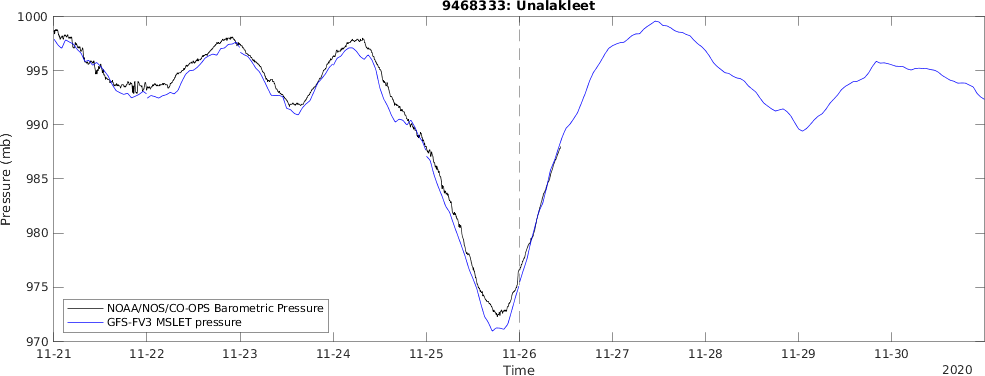 9468333: Unalakleet
Pressure (mb)
1000
995
990
985
980
975
970
NOAA/NOS/CO-OPS Barometric Pressure
GFS-FV3 MSLET pressure
11-21 11-22 11-23 11-24 11-25 11-26 11-27 11-28 11-29 11-30
Time
2020